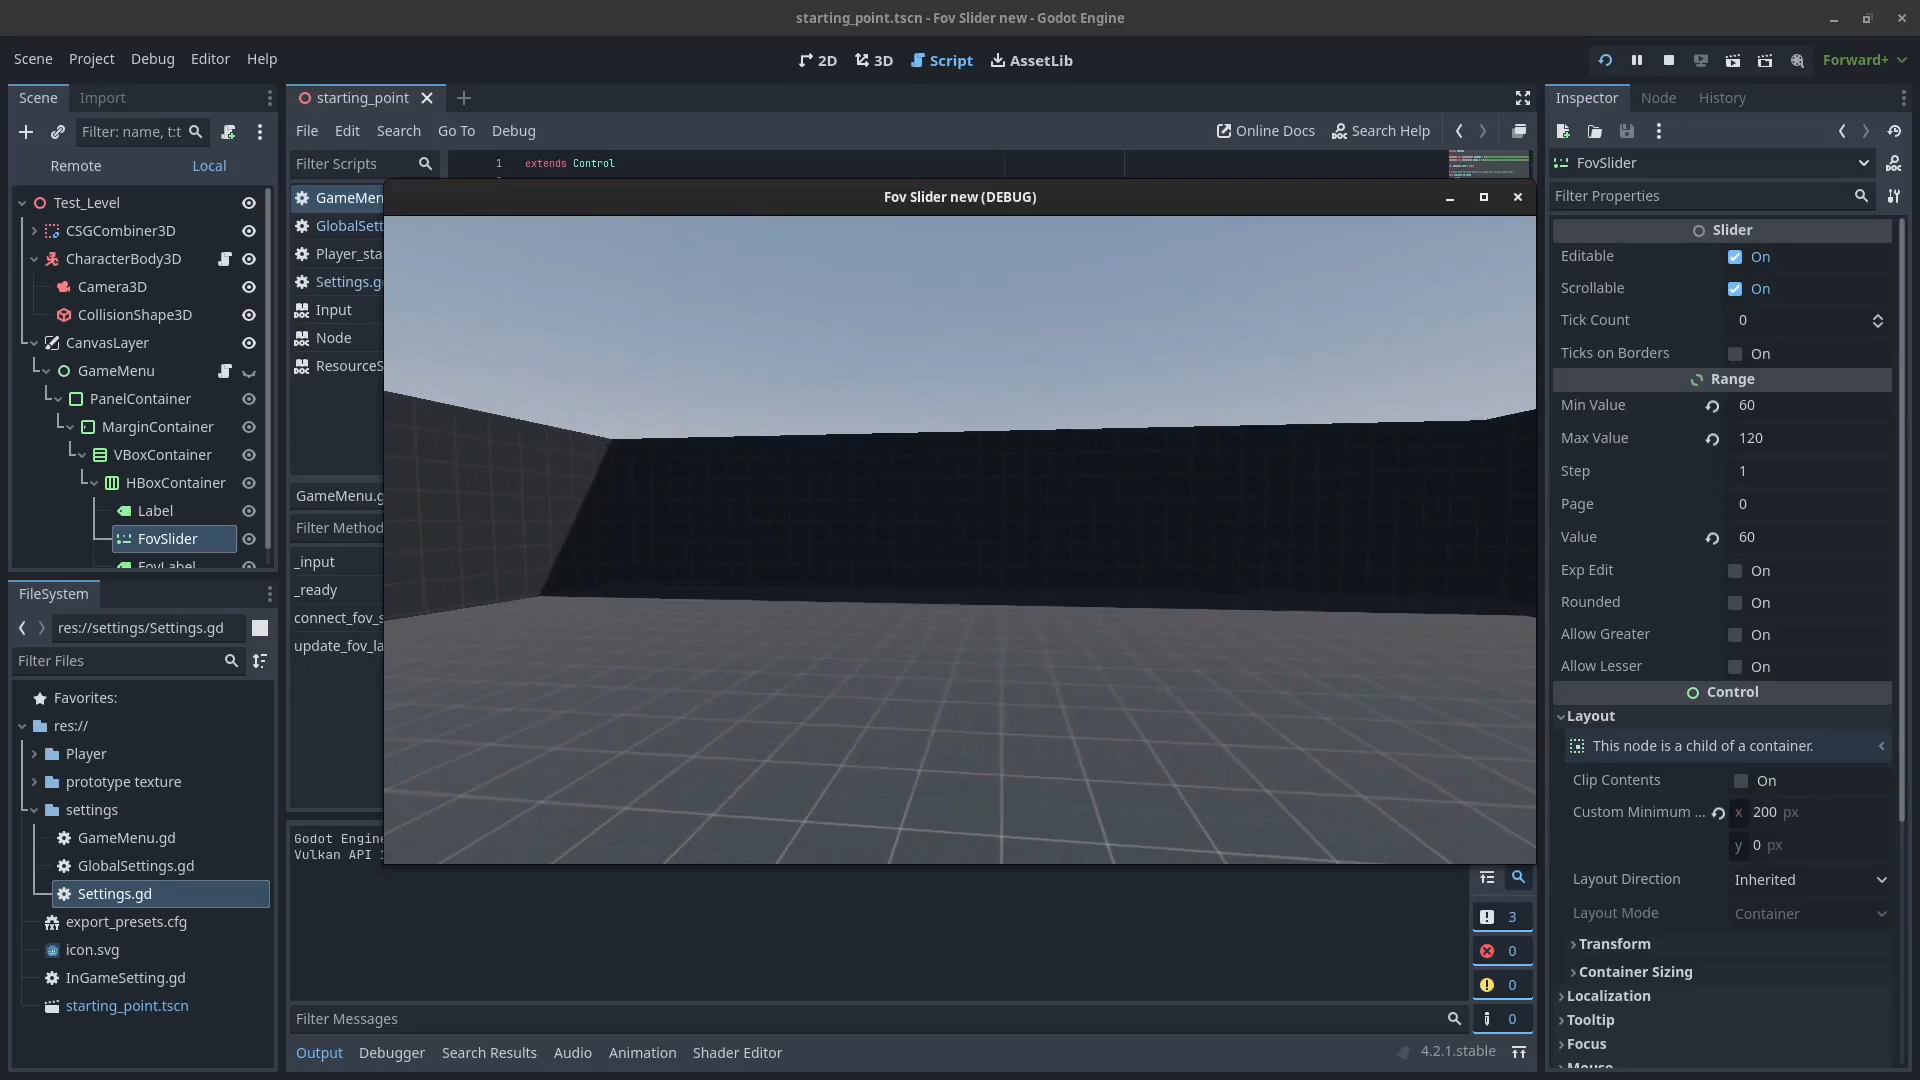 starting_point.tscn - Fov Slider new - Godot Engine
Scene Project Debug Editor Help
2D 3D Script AssetLib
Forward+
Scene Import
starting_point
Inspector Node History
Filter: name, t:t
File Edit Search Go To Debug
Online Docs Search Help
Remote Local
Filter Scripts
1 extends Control
FovSlider
Filter Properties
Test_Level
CSGCombiner3D
CharacterBody3D
Camera3D
CollisionShape3D
CanvasLayer
GameMenu
PanelContainer
MarginContainer
VBoxContainer
HBoxContainer
Label
FovSlider
FovLabel
GameMen
GlobalSett
Player_sta
Settings.g
Input
Node
ResourceS
GameMenu.g
Filter Metho
_input
_ready
connect_fov_s
update_fov_la
Fov Slider new (DEBUG)
Slider
Editable On
Scrollable On
Tick Count 0
Ticks on Borders On
Range
Min Value 60
Max Value 120
Step 1
Page 0
Value 60
Exp Edit On
Rounded On
Allow Greater On
Allow Lesser On
Control
Layout
This node is a child of a container.
Clip Contents On
Custom Minimum ... x 200 px
y 0 px
Layout Direction Inherited
Layout Mode Container
Transform
Container Sizing
Localization
Tooltip
Focus
Mouse
FileSystem
res://settings/Settings.gd
Filter Files
Favorites:
res://
Player
prototype texture
settings
GameMenu.gd
GlobalSettings.gd
Settings.gd
export_presets.cfg
icon.svg
InGameSetting.gd
starting_point.tscn
Godot Engine
Vulkan API 1
3
0
0
0
Filter Messages
Output Debugger Search Results Audio Animation Shader Editor
4.2.1.stable